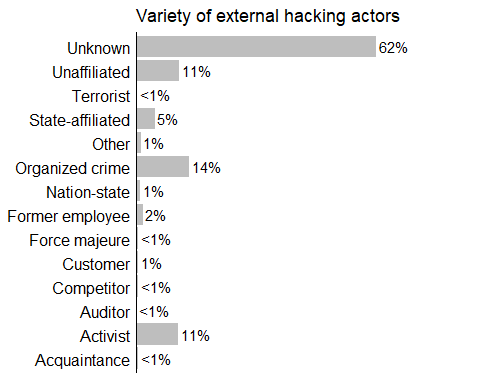 Variety of external hacking actors
Unknown 62%
Unaffiliated 11%
Terrorist <1%
State-affiliated 5%
Other 1%
Organized crime 14%
Nation-state 1%
Former employee 2%
Force majeure <1%
Customer 1%
Competitor <1%
Auditor <1%
Activist 11%
Acquaintance <1%